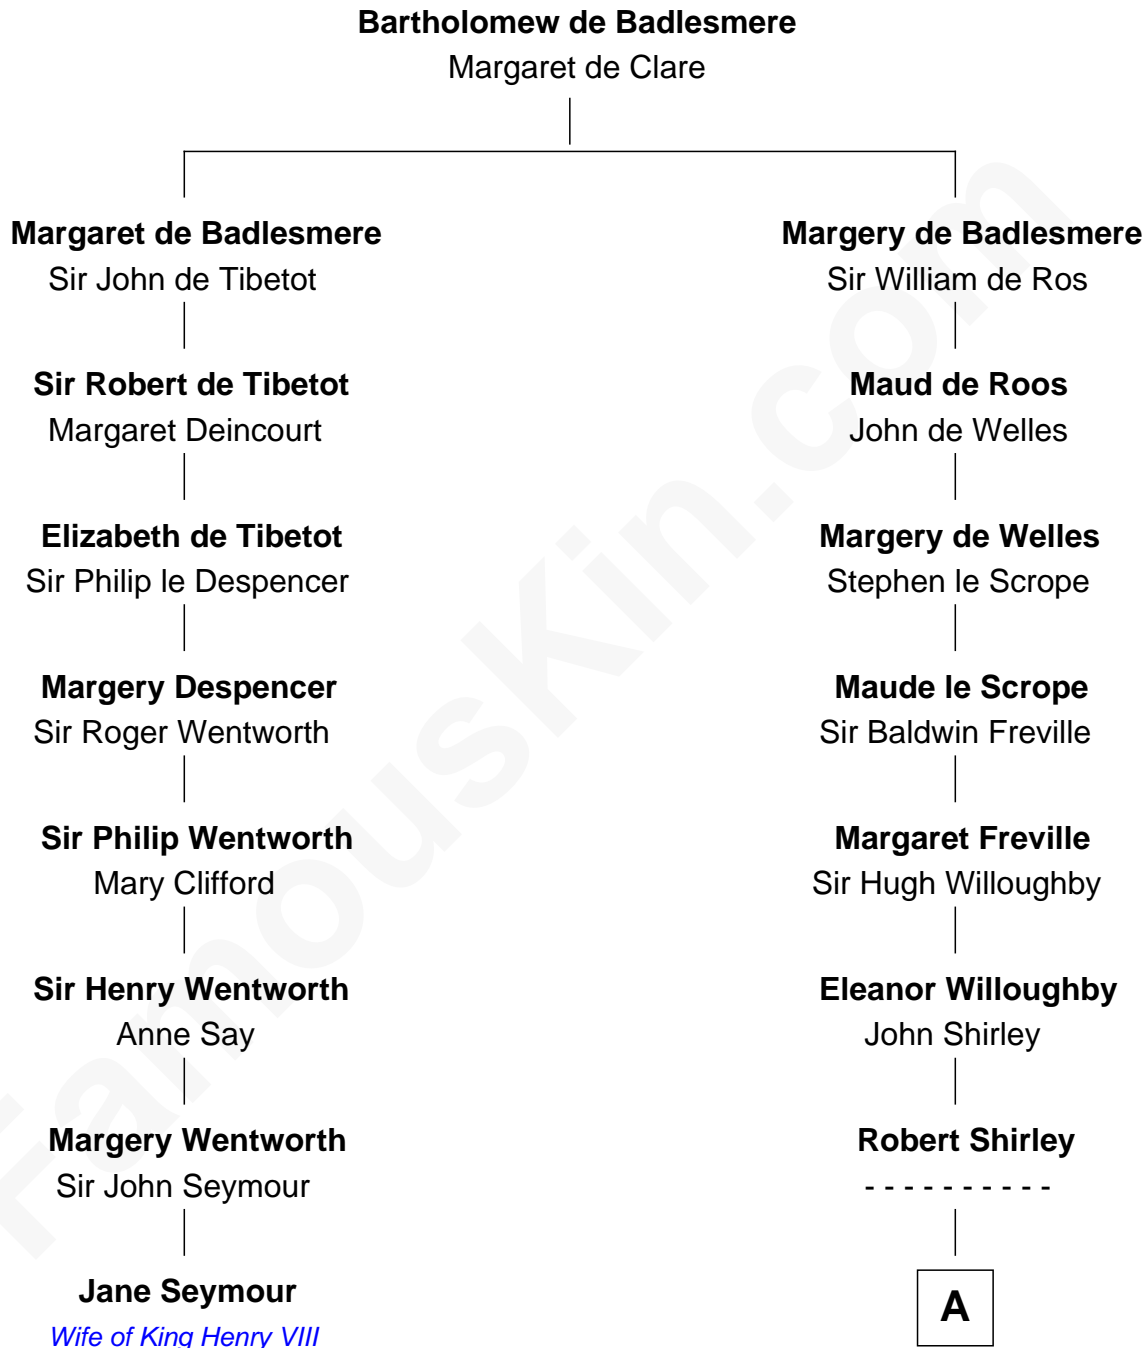 Bartholomew de Badlesmere
Margaret de Clare
Margaret de Badlesmere
Sir John de Tibetot
Margery de Badlesmere
Sir William de Ros
Sir Robert de Tibetot
Margaret Deincourt
Maud de Roos
John de Welles
Elizabeth de Tibetot
Sir Philip le Despencer
Margery de Welles
Stephen le Scrope
Margery Despencer
Sir Roger Wentworth
Maude le Scrope
Sir Baldwin Freville
Sir Philip Wentworth
Mary Clifford
Margaret Freville
Sir Hugh Willoughby
Sir Henry Wentworth
Anne Say
Eleanor Willoughby
John Shirley
Margery Wentworth
Sir John Seymour
Robert Shirley
- - - - - - - - - -
Jane Seymour
Wife of King Henry VIII
A
FamousKin.com